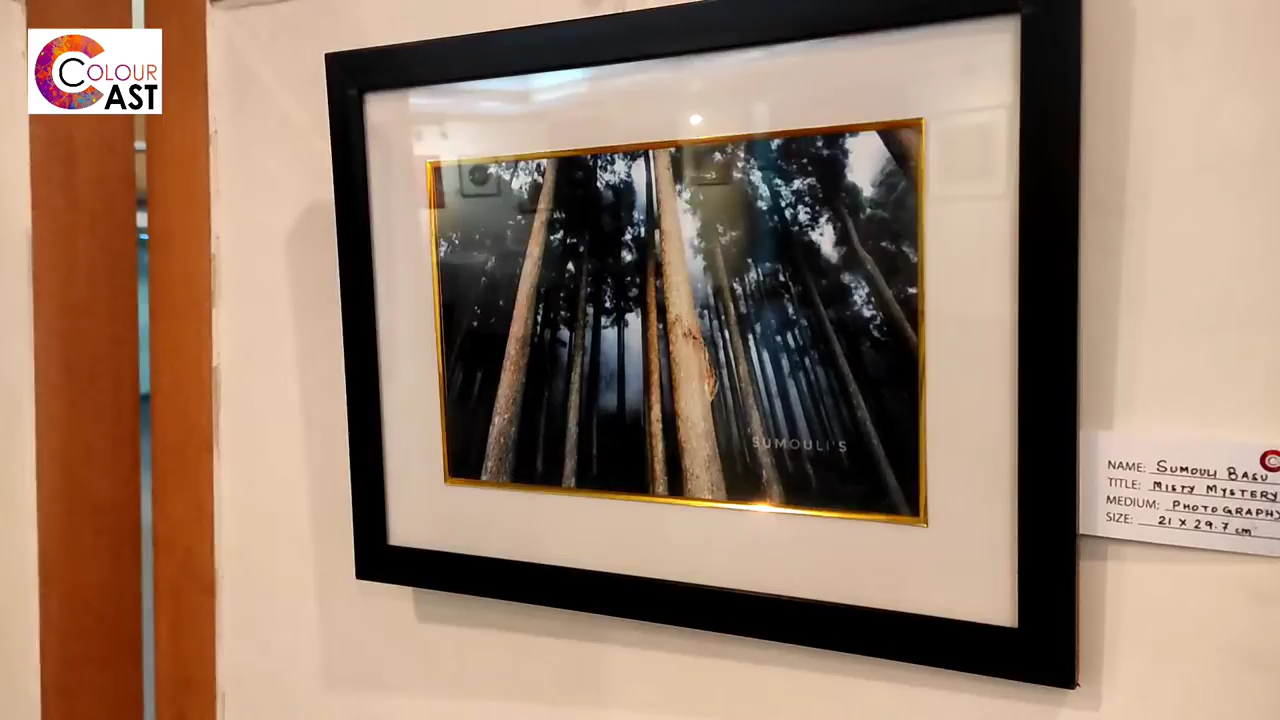 COLOUR
CAST
SUMOULI'S
NAME: SUMOULI BASU
TITLE: MISTY MYSTERY
MEDIUM: PHOTOGRAPHY
SIZE: 21 X 29.7 cm